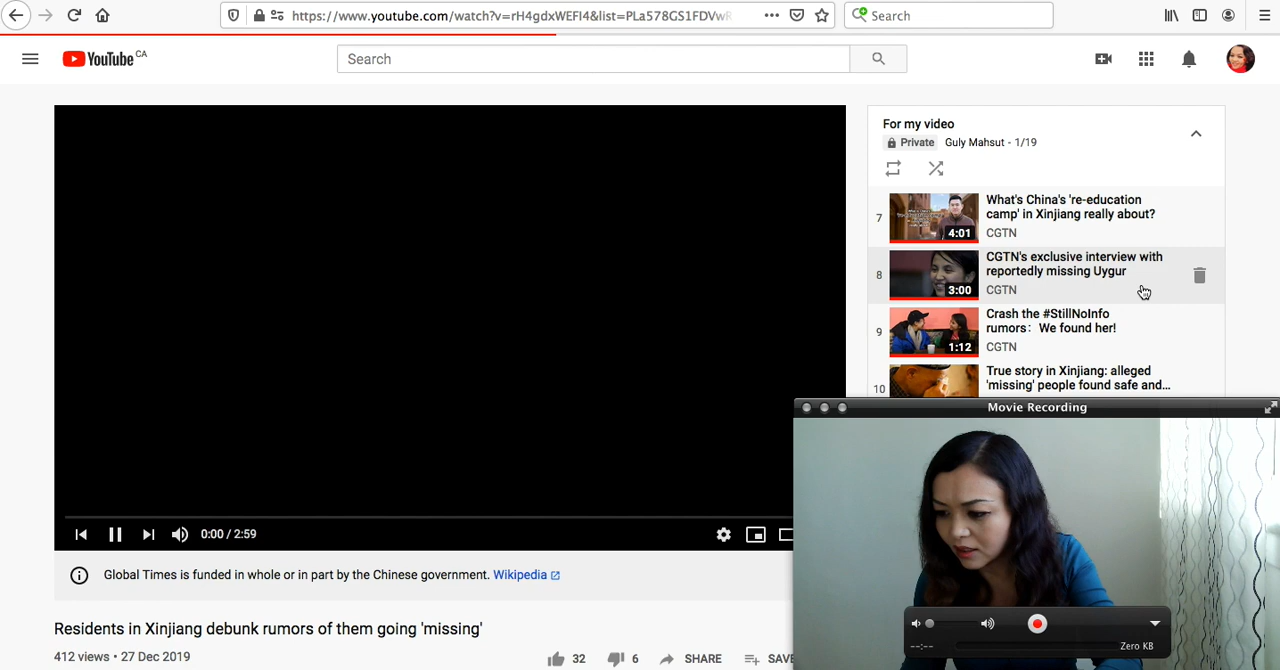 https://www.youtube.com/watch?v=rH4gdxWEFI4&list=PLa578GS1FDVwR
Search
YouTube CA
Search
For my video
Private Guly Mahsut - 1/19
7
4:01
What's China's 're-education
camp' in Xinjiang really about?
CGTN
8
3:00
CGTN's exclusive interview with
reportedly missing Uygur
CGTN
9
1:12
Crash the #StillNoInfo
rumors: We found her!
CGTN
10
True story in Xinjiang: alleged
'missing' people found safe and...
Movie Recording
0:00 / 2:59
Global Times is funded in whole or in part by the Chinese government. Wikipedia
Residents in Xinjiang debunk rumors of them going 'missing'
412 views • 27 Dec 2019
32
6
SHARE
SAVE
--:--
Zero KB